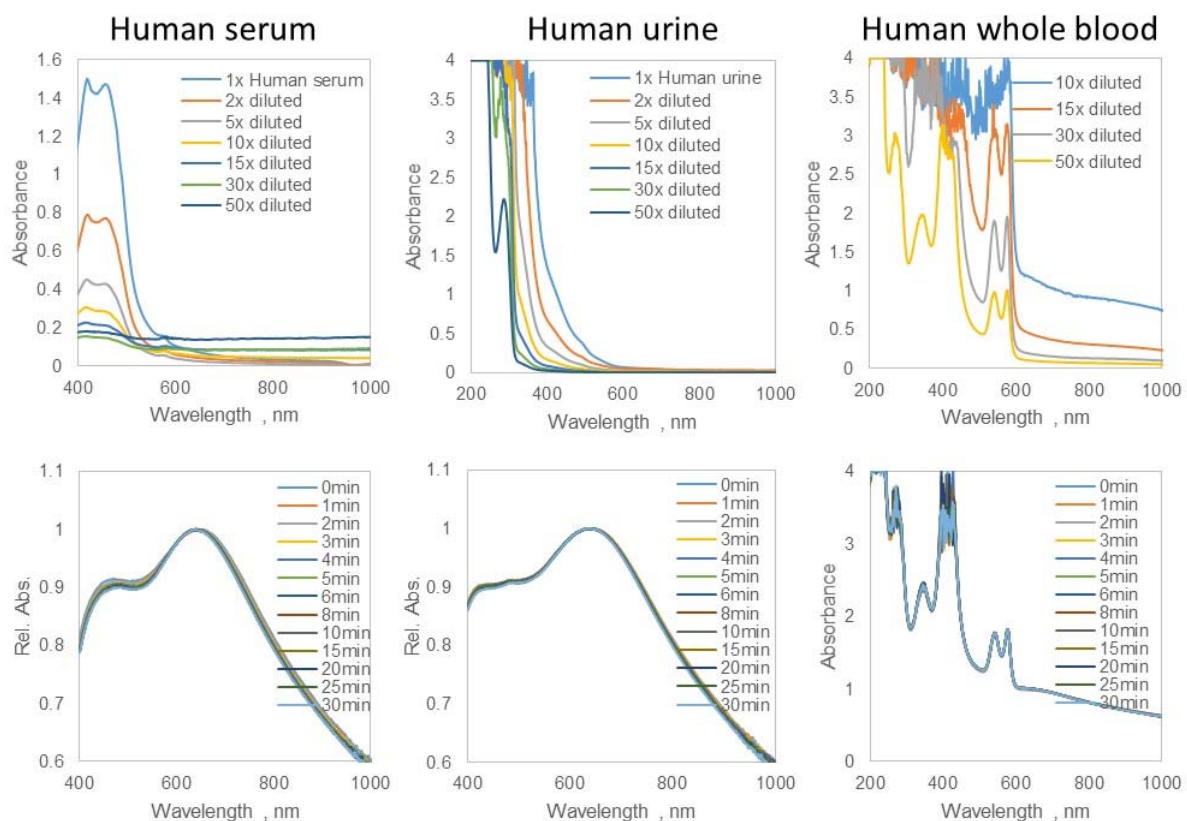 Human serum
1.6
1.4
1.2
1
0.8
0.6
0.4
0.2
0
Absorbance
1x Human serum
2x diluted
5x diluted
10x diluted
15x diluted
30x diluted
50x diluted
400 600 800 1000
Wavelength , nm
Human urine
4
3.5
3
2.5
2
1.5
1
0.5
0
Absorbance
1x Human urine
2x diluted
5x diluted
10x diluted
15x diluted
30x diluted
50x diluted
200 400 600 800 1000
Wavelength , nm
Human whole blood
4
3.5
3
2.5
2
1.5
1
0.5
0
Absorbance
10x diluted
15x diluted
30x diluted
50x diluted
200 400 600 800 1000
Wavelength , nm
1.1
1
0.9
0.8
0.7
0.6
Rel. Abs.
0min
1min
2min
3min
4min
5min
6min
8min
10min
15min
20min
25min
30min
400 600 800 1000
Wavelength , nm
1.1
1
0.9
0.8
0.7
0.6
Rel. Abs.
0min
1min
2min
3min
4min
5min
6min
8min
10min
15min
20min
25min
30min
400 600 800 1000
Wavelength , nm
4
3
2
1
0
Absorbance
0min
1min
2min
3min
4min
5min
6min
8min
10min
15min
20min
25min
30min
200 400 600 800 1000
Wavelength , nm